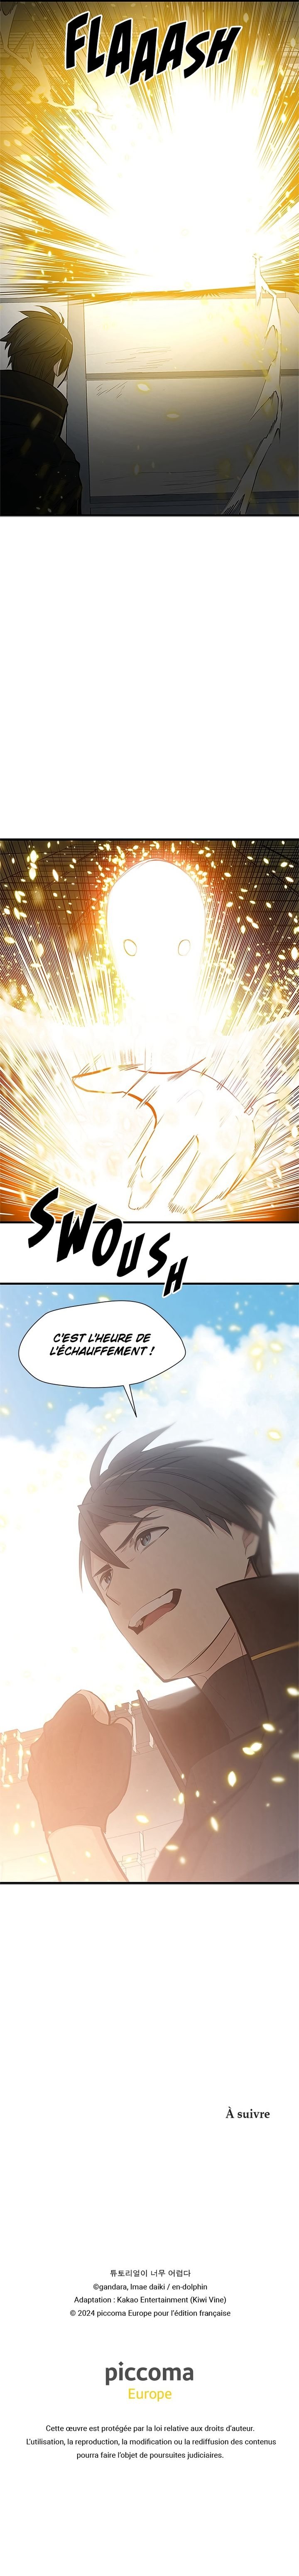 FLAAASH
SWOUSH
C'EST L'HEURE DE
L'ÉCHAUFFEMENT !
À suivre
튜토리얼이 너무 어렵다
©gandara, Imae daiki / en-dolphin
Adaptation : Kakao Entertainment (Kiwi Vine)
© 2024 piccoma Europe pour l'édition française
piccoma
Europe
Cette œuvre est protégée par la loi relative aux droits d'auteur.
L'utilisation, la reproduction, la modification ou la rediffusion des contenus
pourra faire l'objet de poursuites judiciaires.